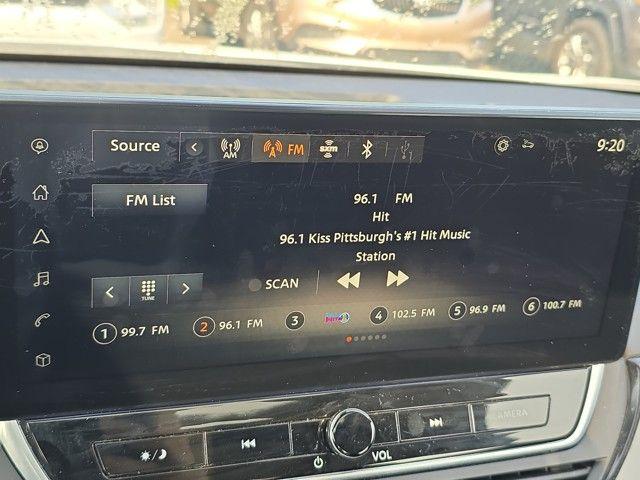 Source
AM
FM
sxm
9:20
FM List
96.1 FM
Hit
96.1 Kiss Pittsburgh's #1 Hit Music
Station
TUNE
SCAN
1 99.7 FM
2 96.1 FM
3
4 102.5 FM
5 96.9 FM
6 100.7 FM
VOL
CAMERA